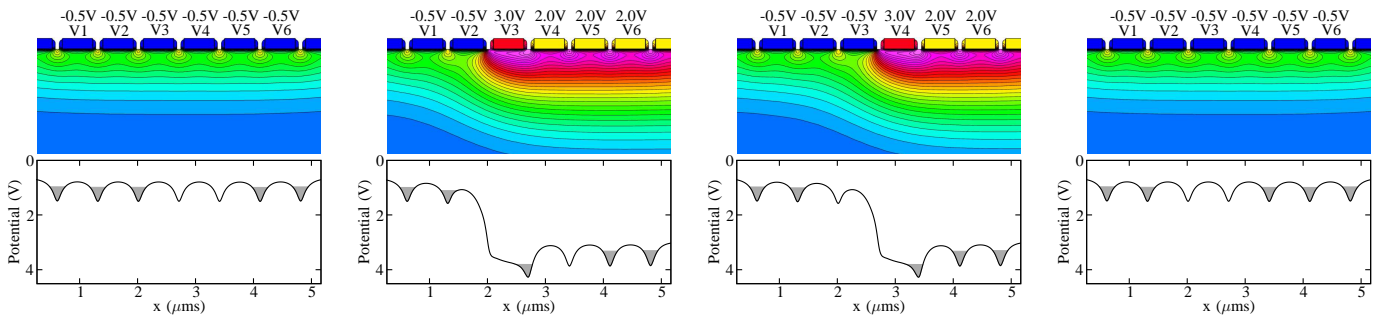 -0.5V -0.5V -0.5V -0.5V -0.5V -0.5V
V1 V2 V3 V4 V5 V6
0
2
4
Potential (V)
1 2 3 4 5
x (μms)
-0.5V -0.5V 3.0V 2.0V 2.0V 2.0V
V1 V2 V3 V4 V5 V6
0
2
4
Potential (V)
1 2 3 4 5
x (μms)
-0.5V -0.5V -0.5V 3.0V 2.0V 2.0V
V1 V2 V3 V4 V5 V6
0
2
4
Potential (V)
1 2 3 4 5
x (μms)
-0.5V -0.5V -0.5V -0.5V -0.5V -0.5V
V1 V2 V3 V4 V5 V6
0
2
4
Potential (V)
1 2 3 4 5
x (μms)